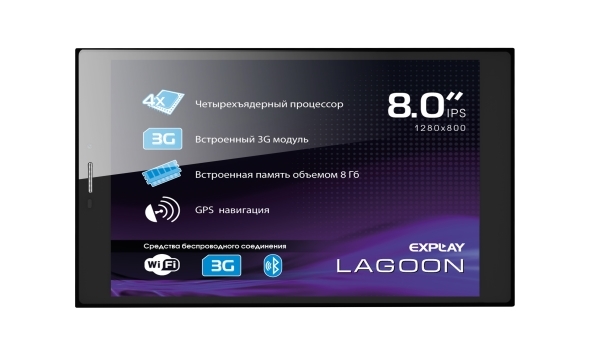 4X
Четырехъядерный процессор
8.0″
IPS
1280x800
3G
Встроенный 3G модуль
Встроенная память объемом 8 Гб
GPS навигация
Средства беспроводного соединения
WiFi
3G
EXPLAY
LAGOON